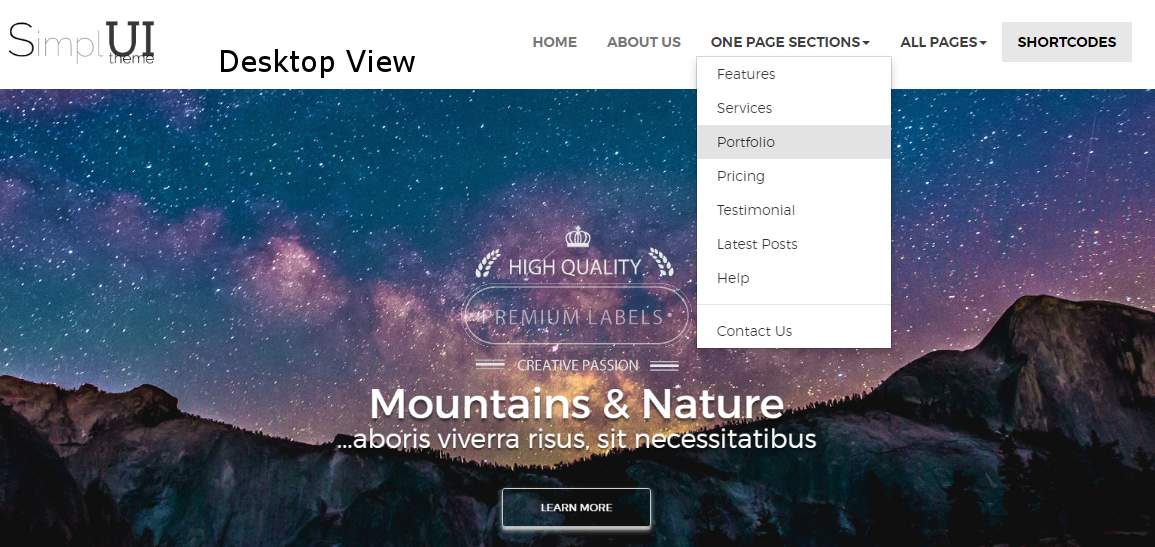 SimplUI
theme
Desktop View
HOME ABOUT US ONE PAGE SECTIONS ALL PAGES SHORTCODES
Features
Services
Portfolio
Pricing
Testimonial
Latest Posts
Help
Contact Us
HIGH QUALITY
PREMIUM LABELS
CREATIVE PASSION
Mountains & Nature
...aboris viverra risus, sit necessitatibus
LEARN MORE